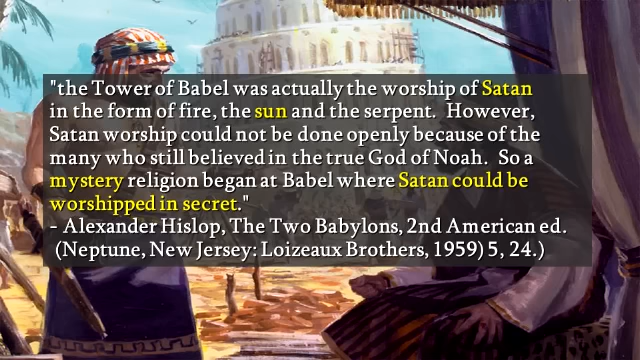 "the Tower of Babel was actually the worship of Satan
in the form of fire, the sun and the serpent. However,
Satan worship could not be done openly because of the
many who still believed in the true God of Noah. So a
mystery religion began at Babel where Satan could be
worshipped in secret."
- Alexander Hislop, The Two Babylons, 2nd American ed.
(Neptune, New Jersey: Loizeaux Brothers, 1959) 5, 24.)